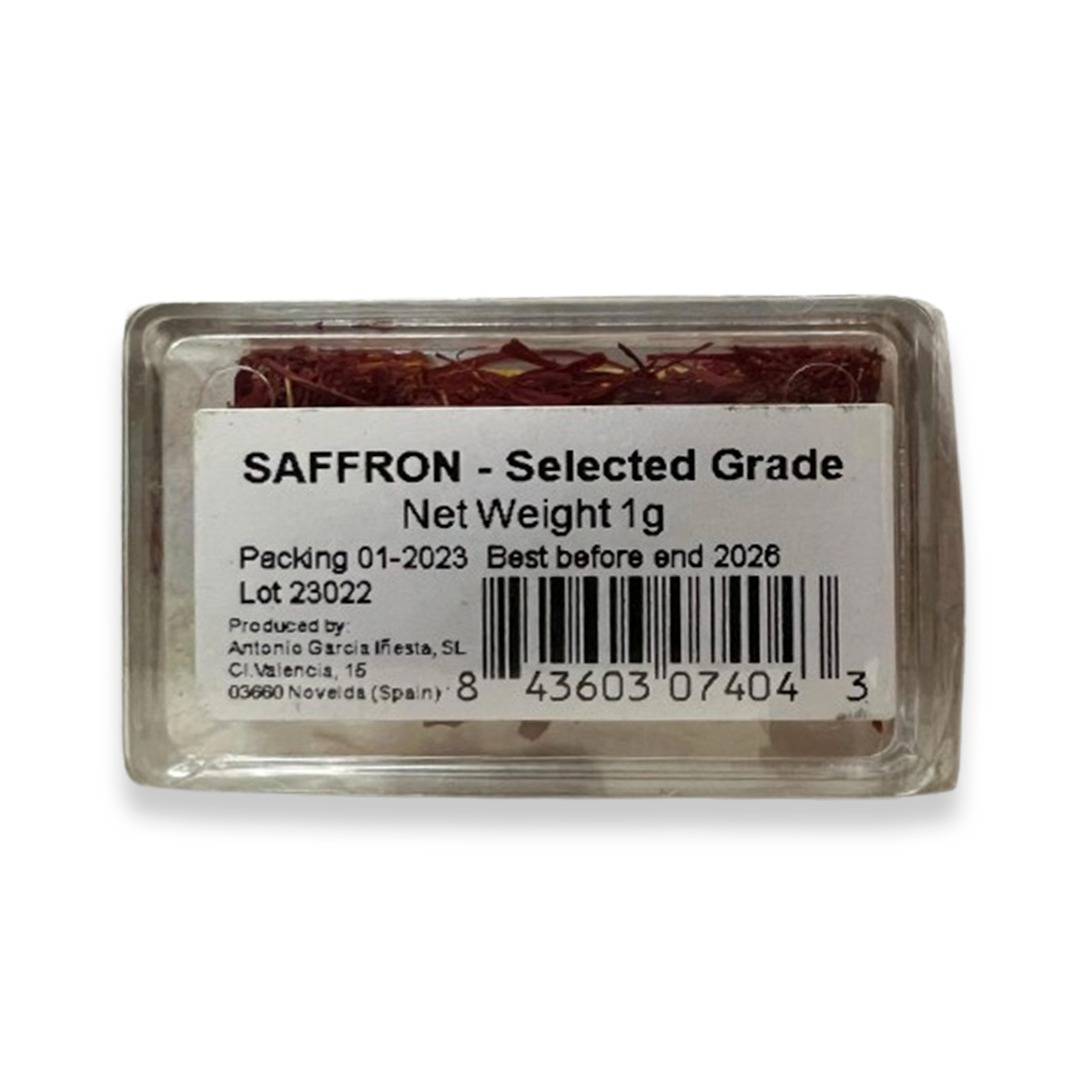 SAFFRON - Selected Grade
Net Weight 1g
Packing 01-2023 Best before end 2026
Lot 23022
Produced by:
Antonio Garcia Iñesta, SL
Cl.Valencia, 15
03660 Novelda (Spain)
8 43603 07404 3